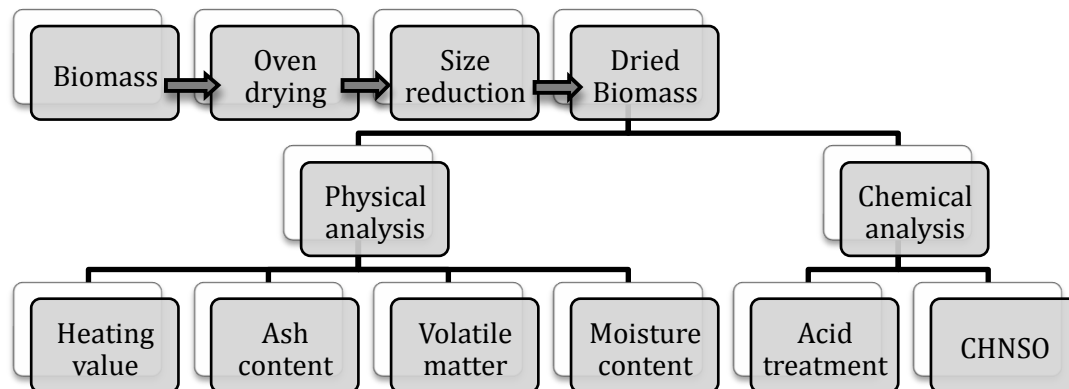 Biomass
Oven
drying
Size
reduction
Dried
Biomass
Physical
analysis
Chemical
analysis
Heating
value
Ash
content
Volatile
matter
Moisture
content
Acid
treatment
CHNSO